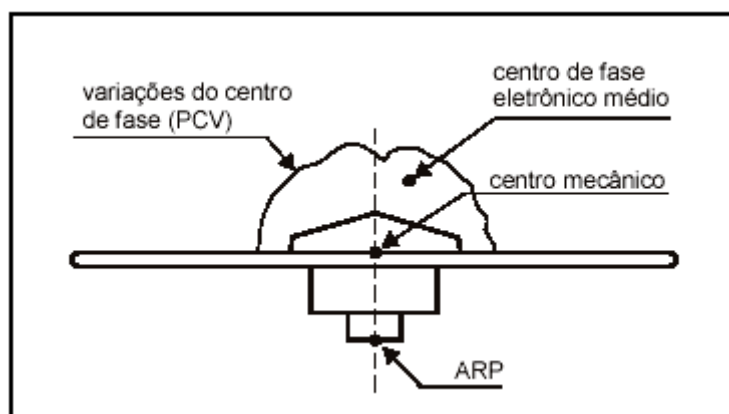 variações do centro
de fase (PCV)
centro de fase
eletrônico médio
centro mecânico
ARP